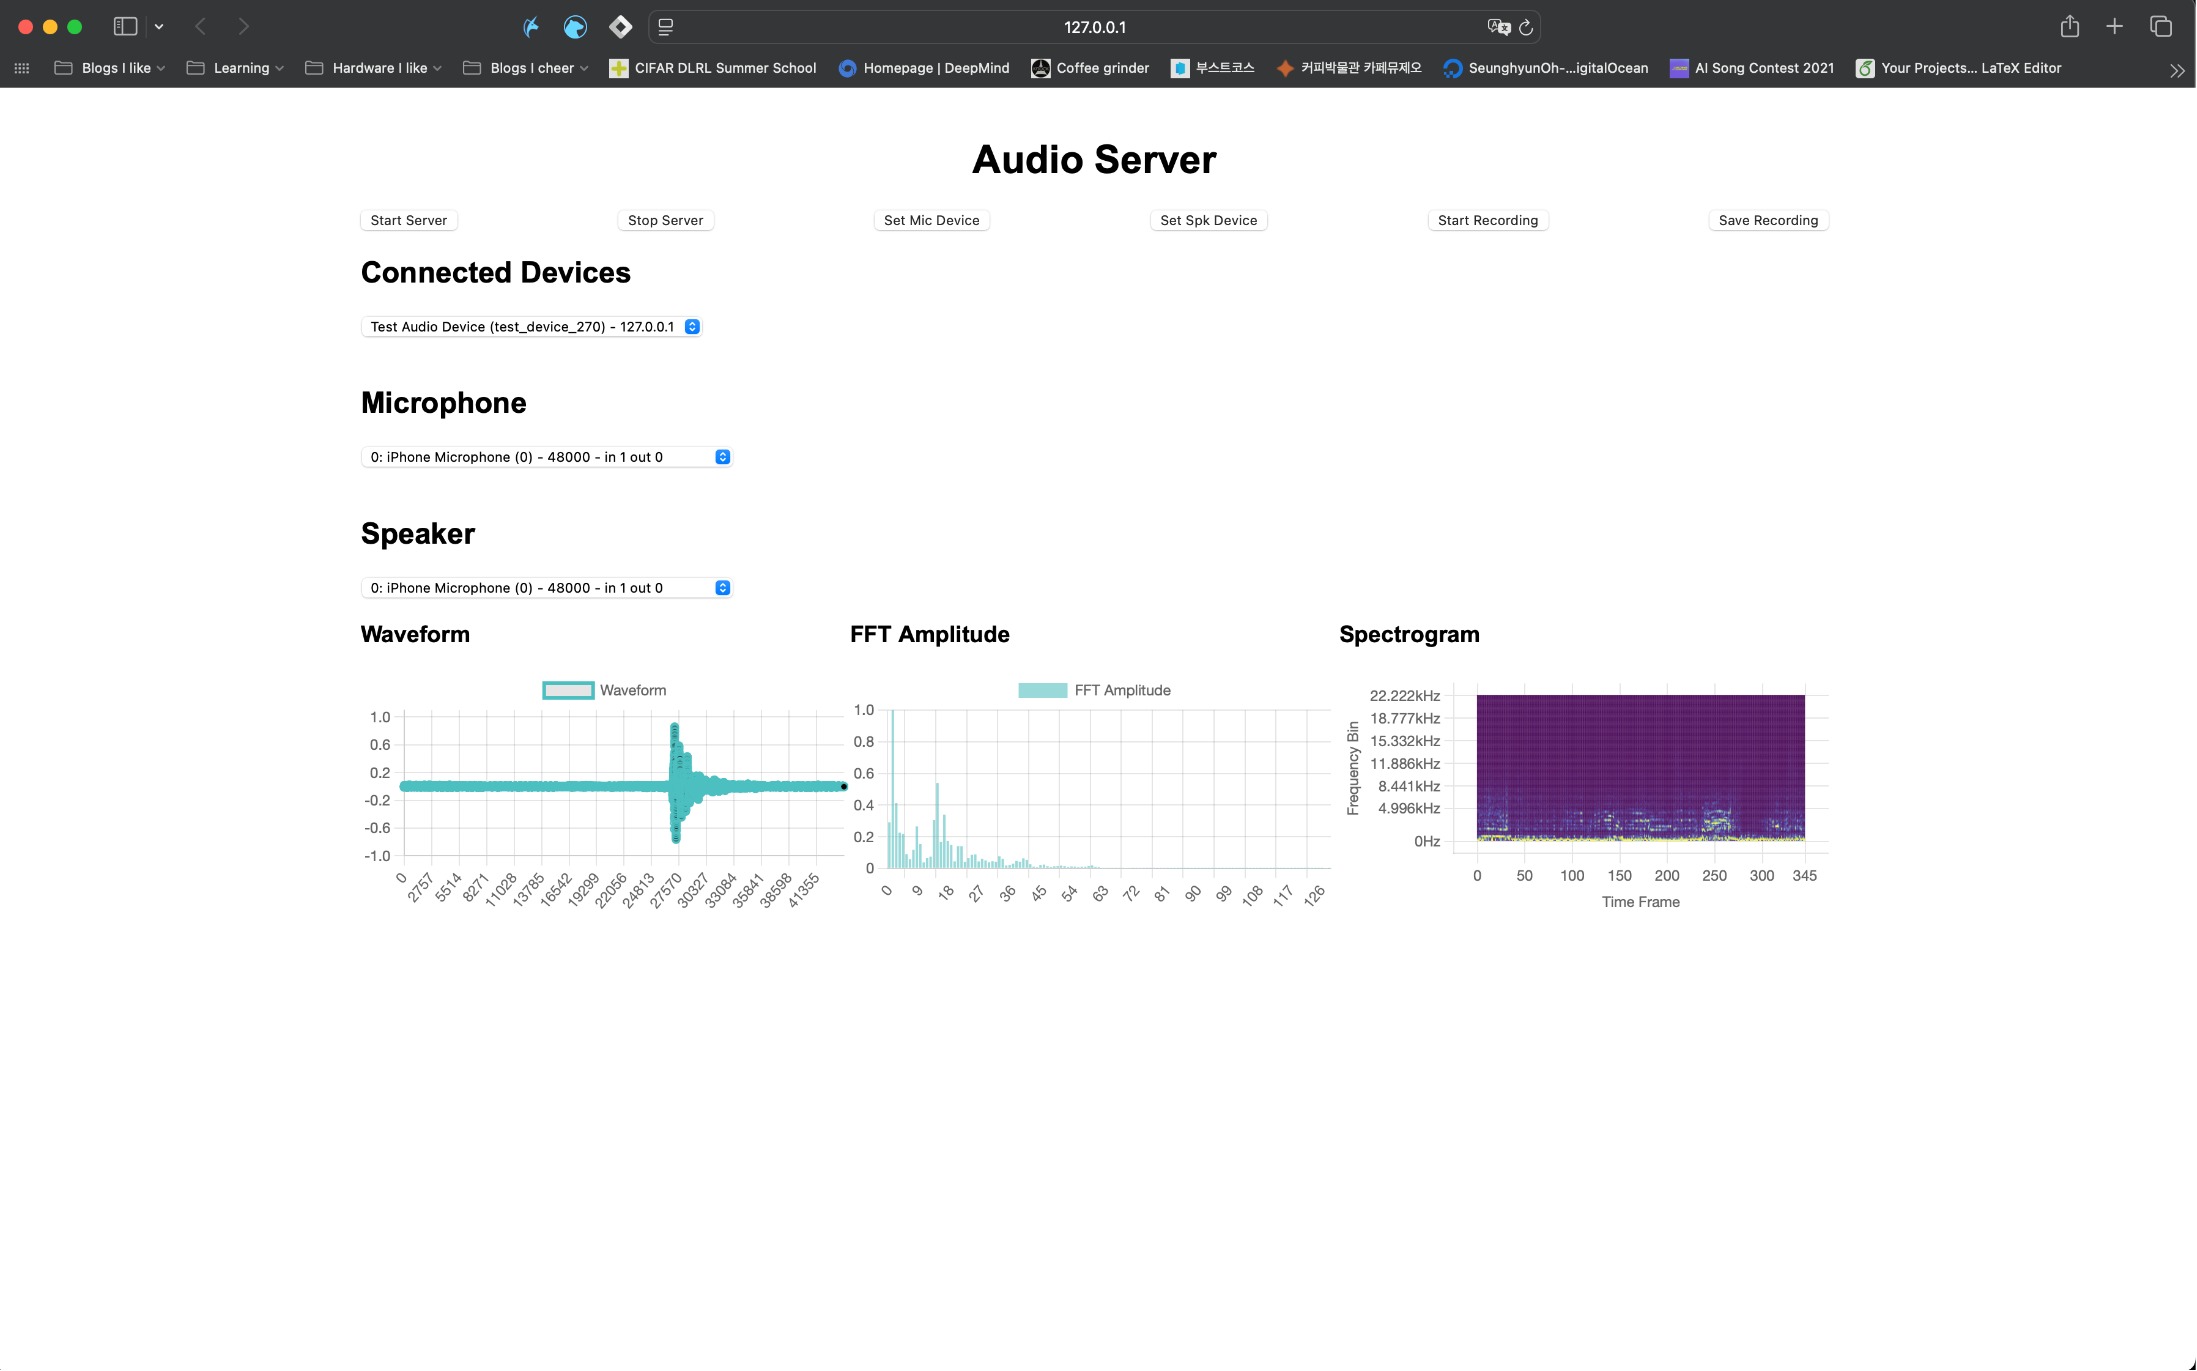 127.0.0.1
Blogs I like
Learning
Hardware I like
Blogs I cheer
CIFAR DLRL Summer School
Homepage | DeepMind
Coffee grinder
부스트코스
커피박물관 카페뮤제오
SeunghyunOh-...igitalOcean
AI Song Contest 2021
Your Projects... LaTeX Editor
Audio Server
Start Server
Stop Server
Set Mic Device
Set Spk Device
Start Recording
Save Recording
Connected Devices
Test Audio Device (test_device_270) - 127.0.0.1
Microphone
0: iPhone Microphone (0) - 48000 - in 1 out 0
Speaker
0: iPhone Microphone (0) - 48000 - in 1 out 0
Waveform
Waveform
1.0
0.6
0.2
-0.2
-0.6
-1.0
0
2757
5514
8271
11028
13785
16542
19299
22056
24813
27570
30327
33084
35841
38598
41355
FFT Amplitude
FFT Amplitude
1.0
0.8
0.6
0.4
0.2
0
0
9
18
27
36
45
54
63
72
81
90
99
108
117
126
Spectrogram
Frequency Bin
22.222kHz
18.777kHz
15.332kHz
11.886kHz
8.441kHz
4.996kHz
0Hz
0
50
100
150
200
250
300
345
Time Frame